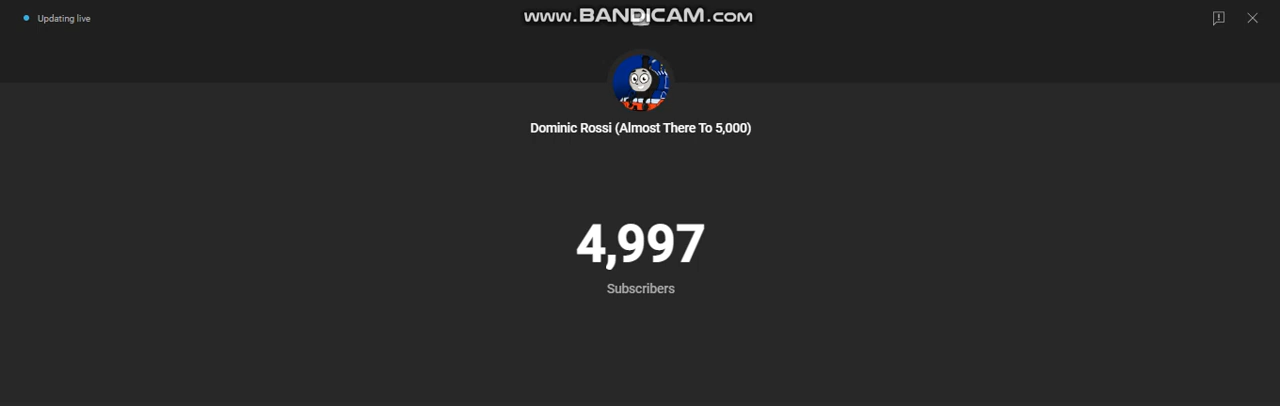 Updating live
www.BANDICAM.com
Dominic Rossi (Almost There To 5,000)
4,997
Subscribers